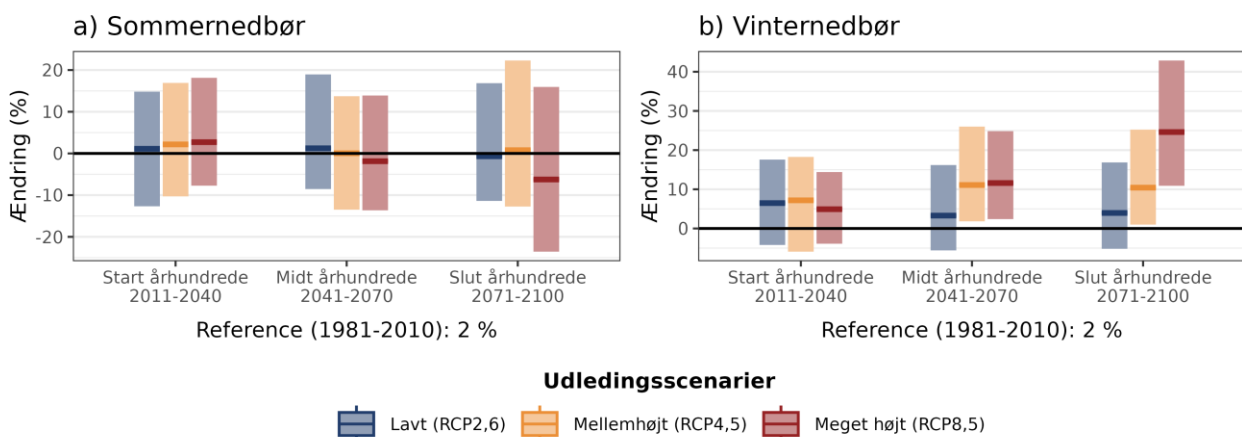 a) Sommernedbør
Ændring (%)
20
10
0
-10
-20
Start århundrede
2011-2040
Midt århundrede
2041-2070
Slut århundrede
2071-2100
Reference (1981-2010): 2 %
b) Vinternedbør
Ændring (%)
40
30
20
10
0
Start århundrede
2011-2040
Midt århundrede
2041-2070
Slut århundrede
2071-2100
Reference (1981-2010): 2 %
Udledingsscenarier
Lavt (RCP2,6)
Mellemhøjt (RCP4,5)
Meget højt (RCP8,5)